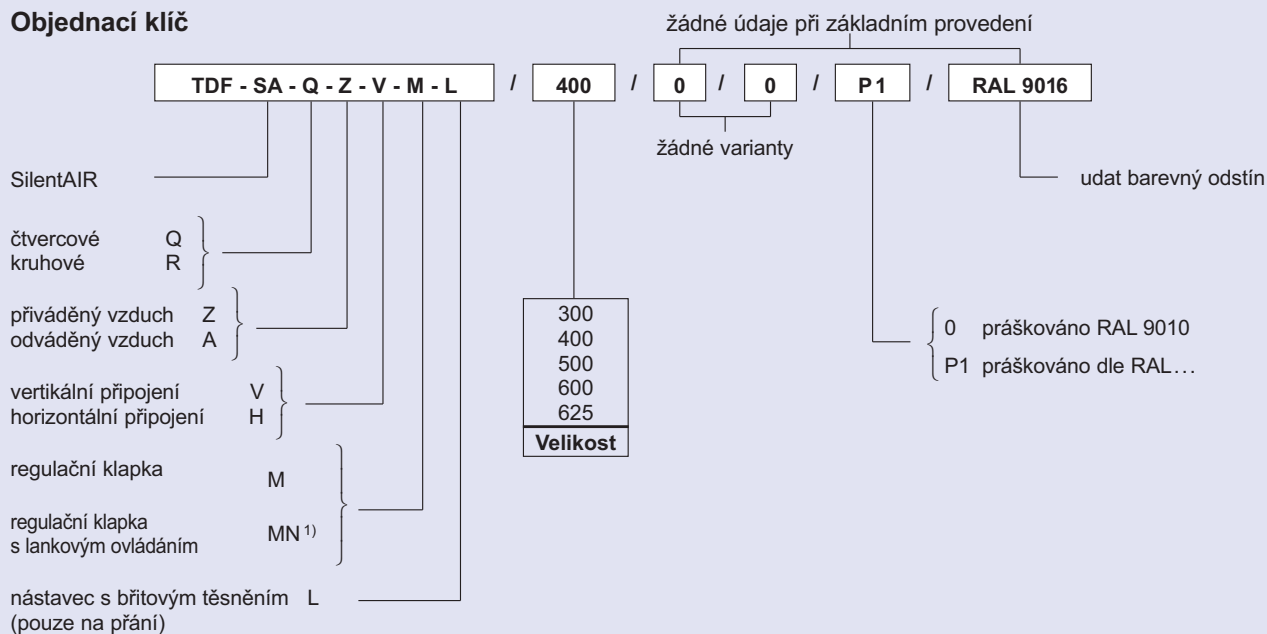 Objednací klíč
žádné údaje při základním provedení
TDF - SA - Q - Z - V - M - L / 400 / 0 / 0 / P1 / RAL 9016
žádné varianty
SilentAIR
udat barevný odstín
čtvercové Q
kruhové R
přiváděný vzduch Z
odváděný vzduch A
vertikální připojení V
horizontální připojení H
regulační klapka M
regulační klapka
s lankovým ovládáním MN 1)
nástavec s břitovým těsněním L
(pouze na přání)
300
400
500
600
625
Velikost
0 práškováno RAL 9010
P1 práškováno dle RAL...